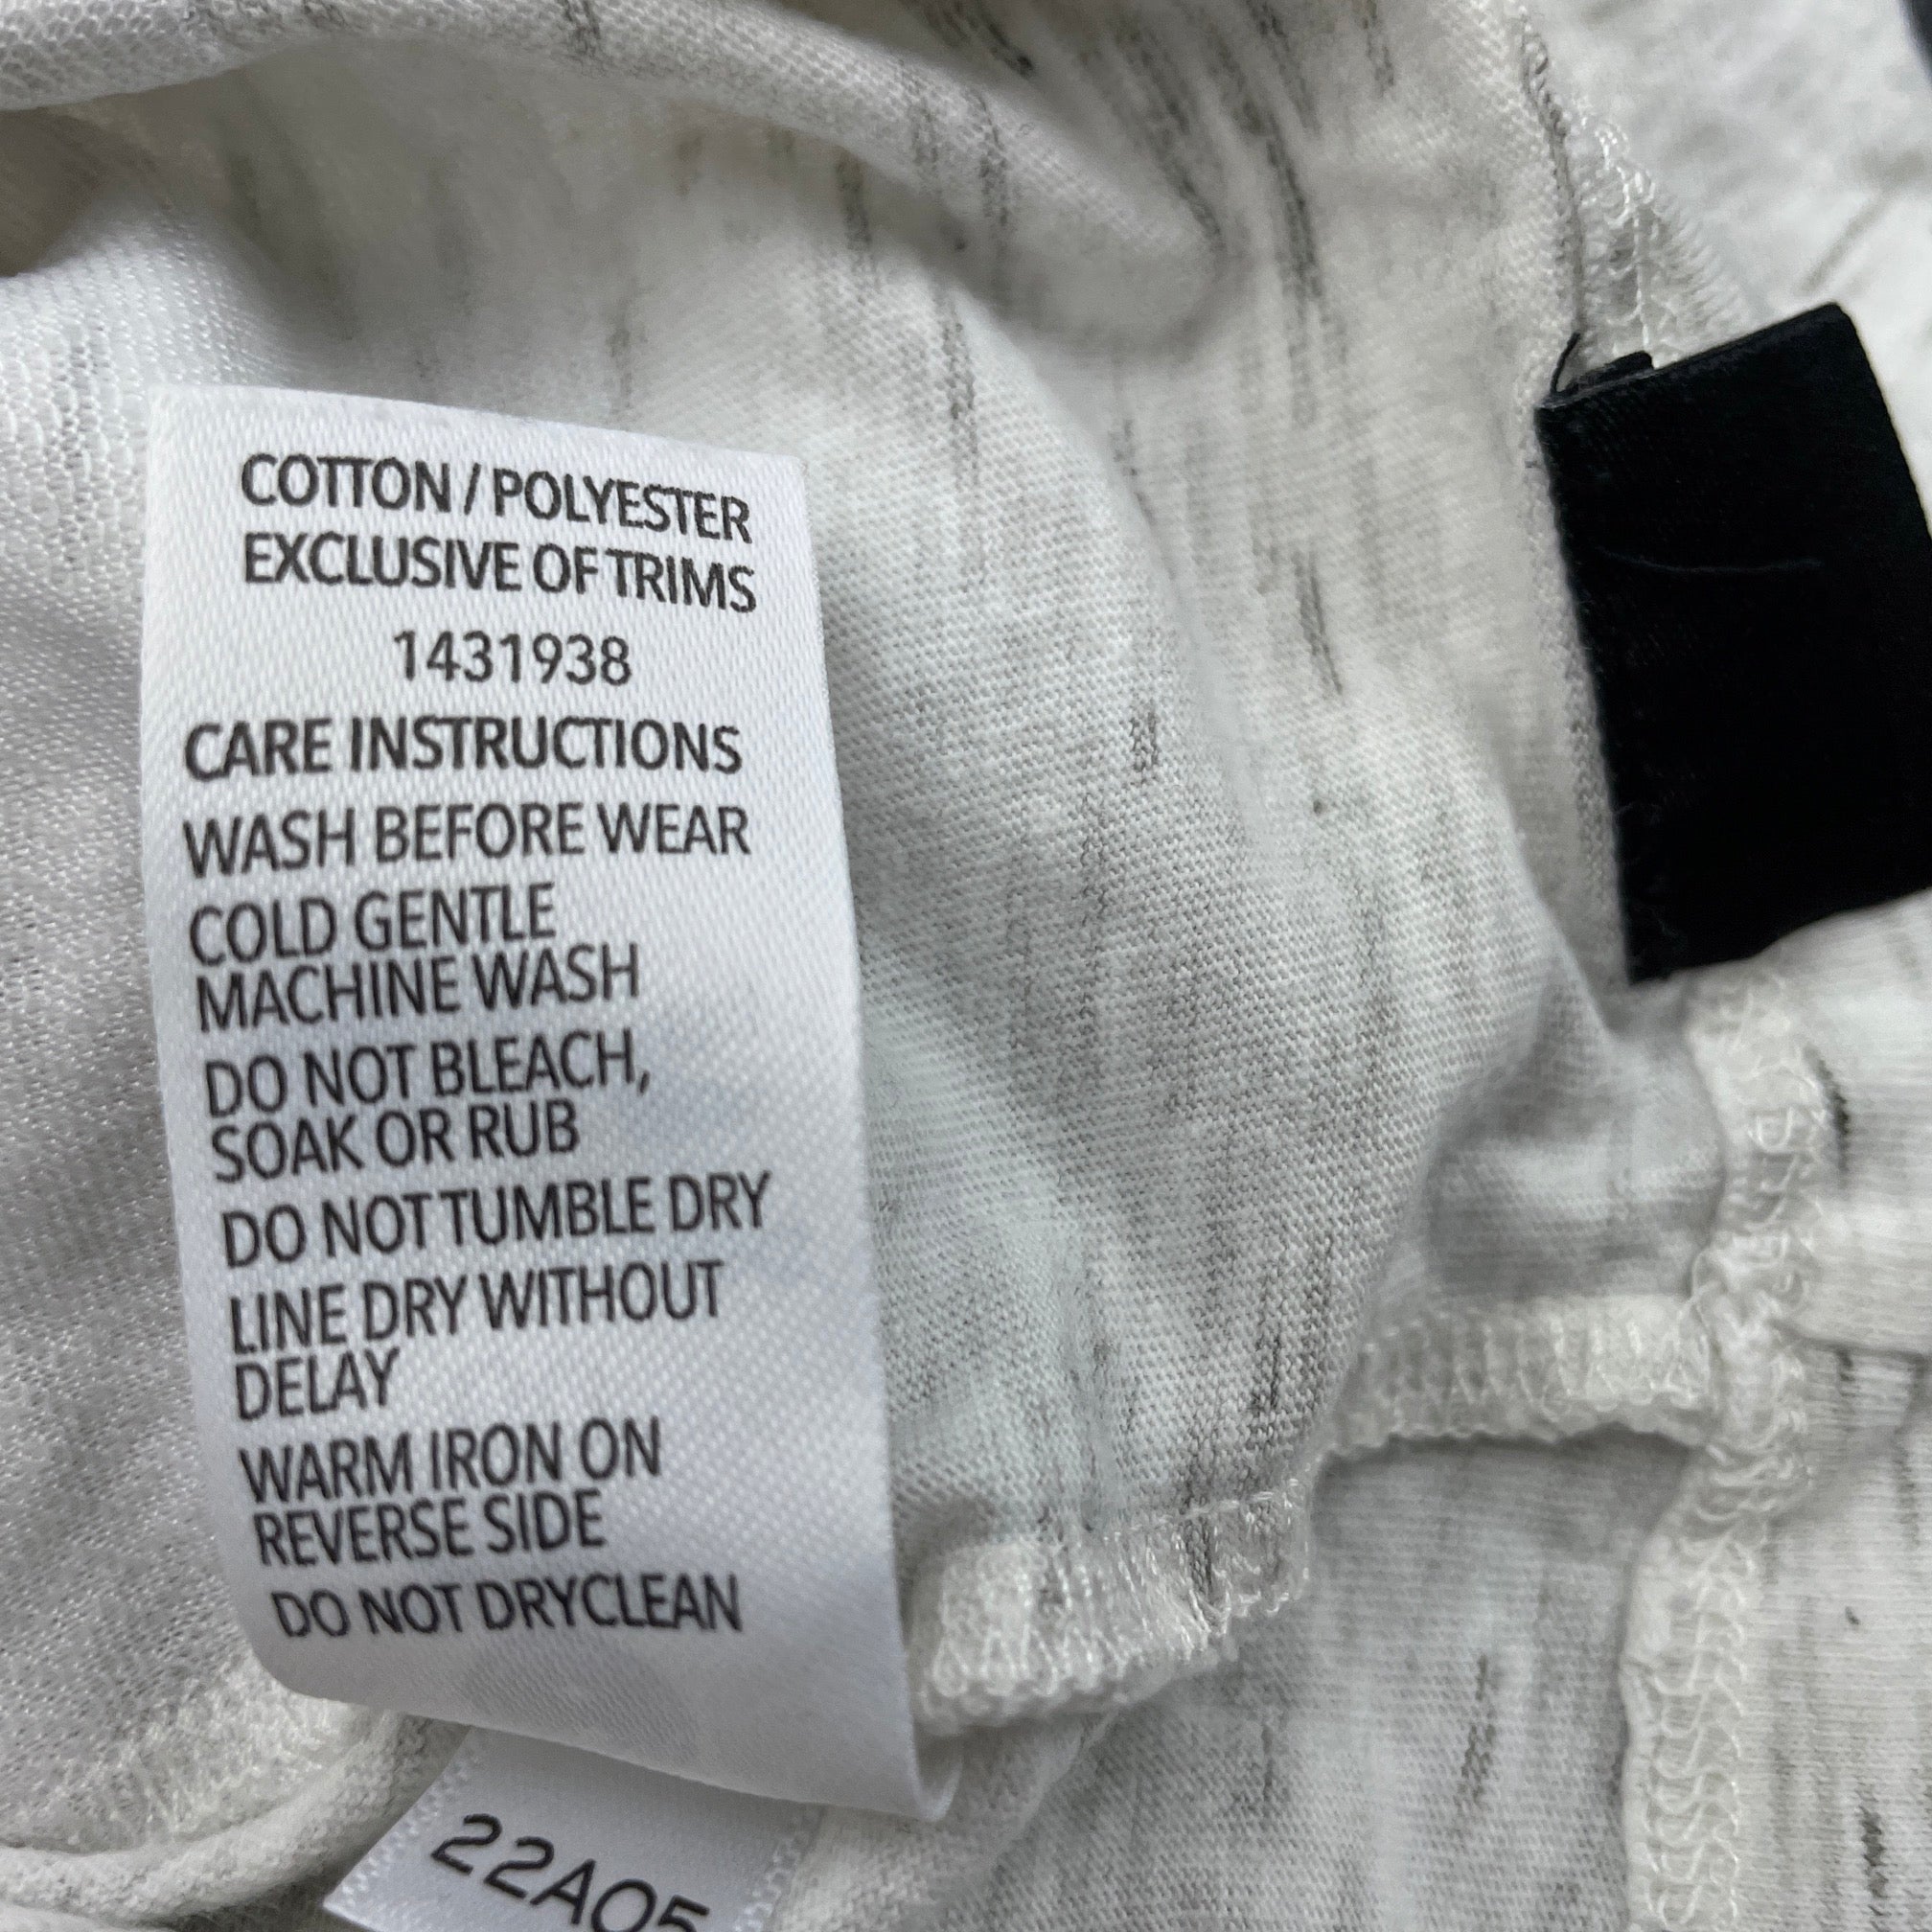 COTTON / POLYESTER
EXCLUSIVE OF TRIMS
1431938
CARE INSTRUCTIONS
WASH BEFORE WEAR
COLD GENTLE
MACHINE WASH
DO NOT BLEACH,
SOAK OR RUB
DO NOT TUMBLE DRY
LINE DRY WITHOUT
DELAY
WARM IRON ON
REVERSE SIDE
DO NOT DRYCLEAN
22A05